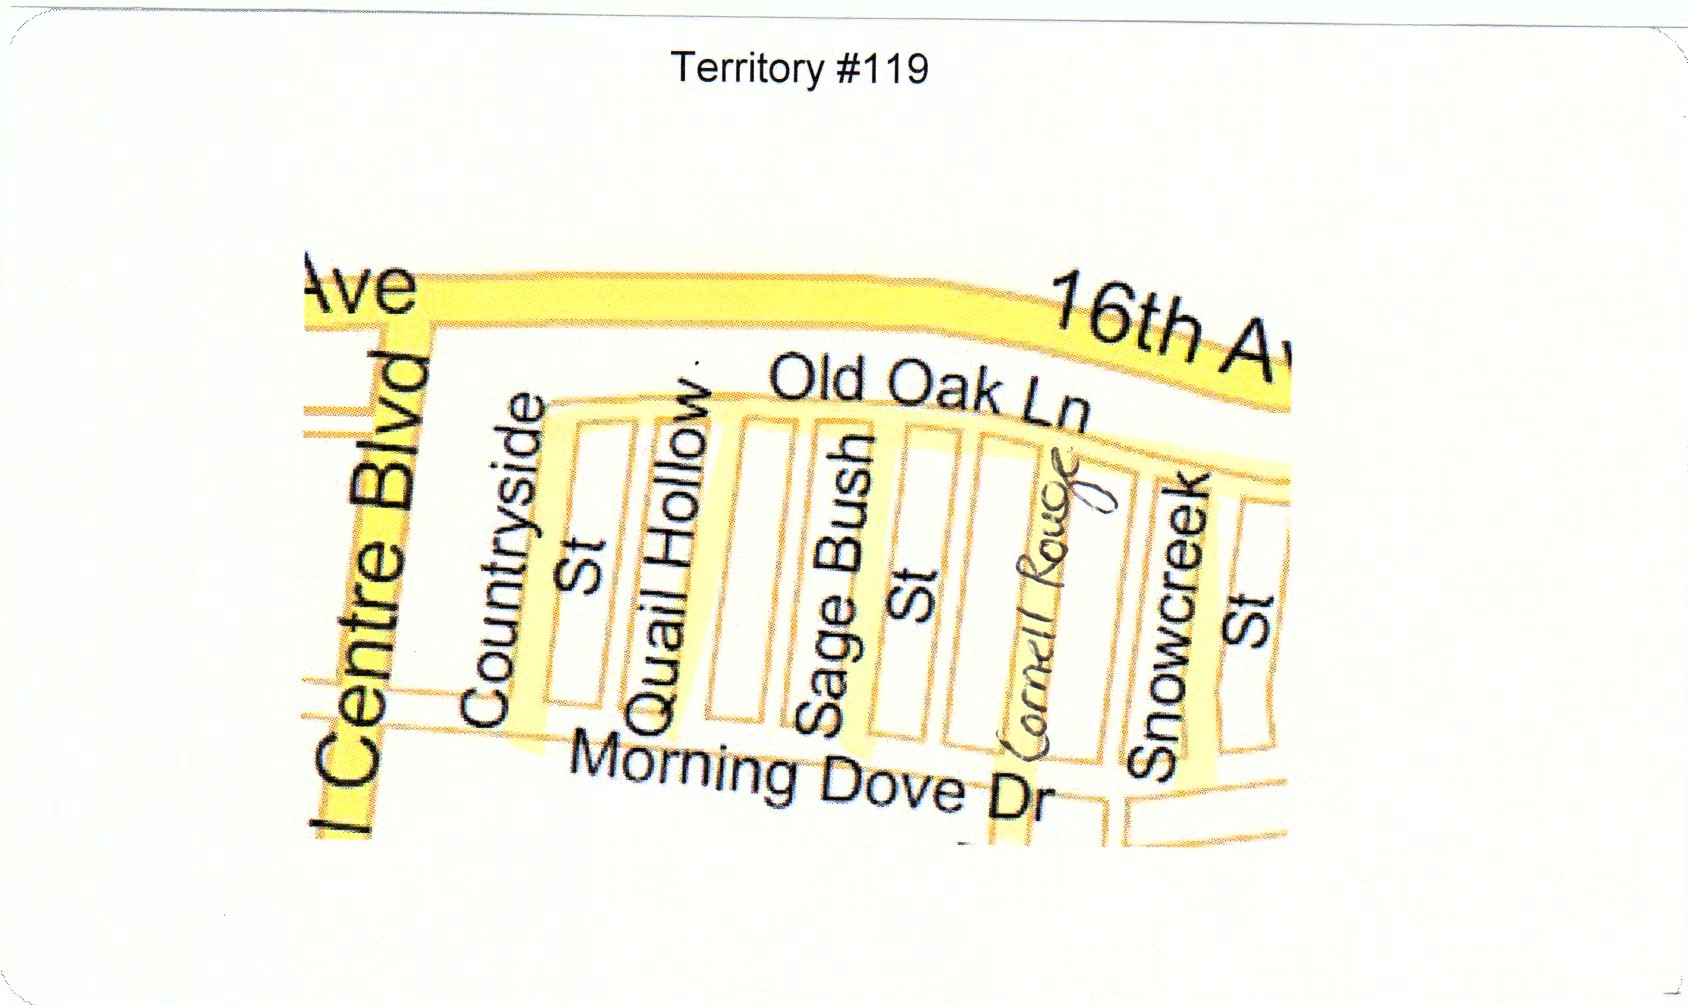 Territory #119
Ave
16th Av
Old Oak Ln
l Centre Blvd
Countryside
St
Quail Hollow
Sage Bush
St
Cornell Rouge
Snowcreek
St
Morning Dove Dr